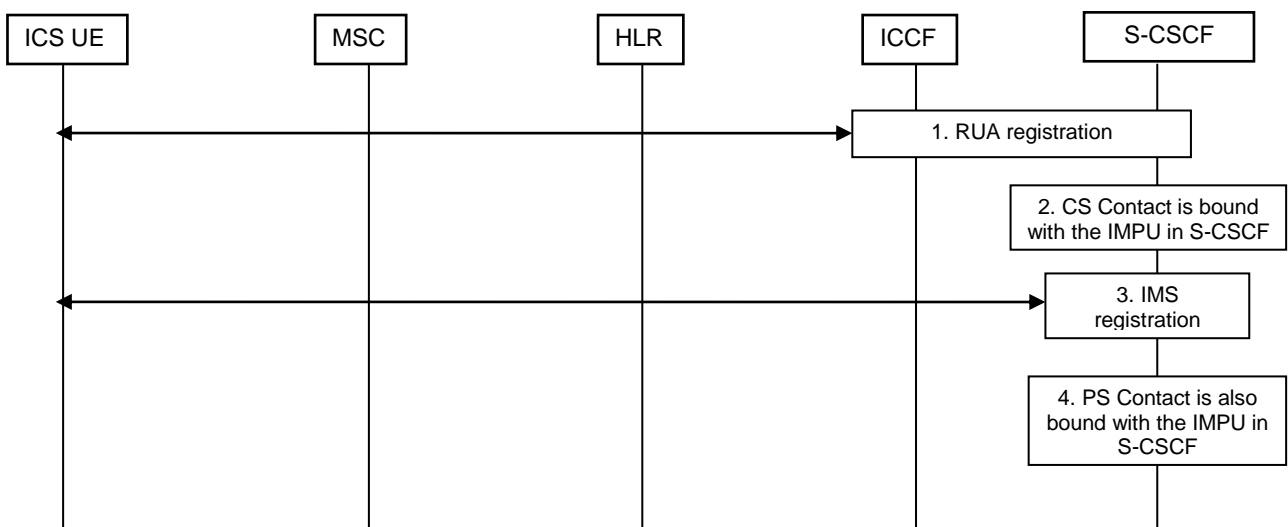 ICS UE
MSC
HLR
ICCF
S-CSCF
1. RUA registration
2. CS Contact is bound
with the IMPU in S-CSCF
3. IMS
registration
4. PS Contact is also
bound with the IMPU in
S-CSCF